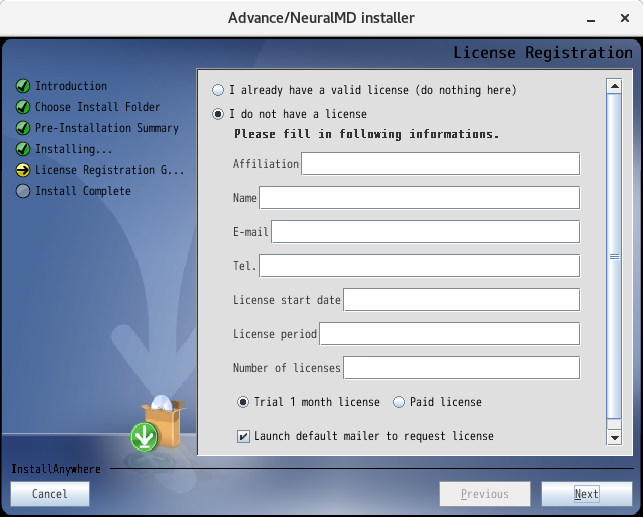 Advance/NeuralMD installer
License Registration
Introduction
Choose Install Folder
Pre-Installation Summary
Installing...
License Registration G...
Install Complete
I already have a valid license (do nothing here)
I do not have a license
Please fill in following informations.
Affiliation
Name
E-mail
Tel.
License start date
License period
Number of licenses
Trial 1 month license Paid license
Launch default mailer to request license
InstallAnywhere
Cancel Previous Next